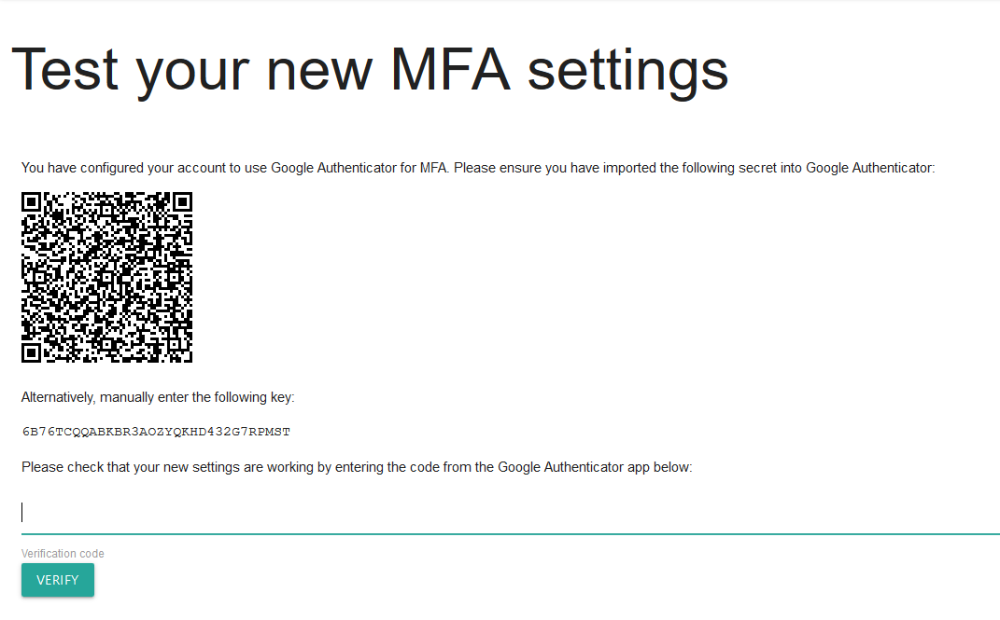 Test your new MFA settings
You have configured your account to use Google Authenticator for MFA. Please ensure you have imported the following secret into Google Authenticator:
Alternatively, manually enter the following key:
6B76TCQQABKBR3AOZYQKHD432G7RPMST
Please check that your new settings are working by entering the code from the Google Authenticator app below:
Verification code
VERIFY